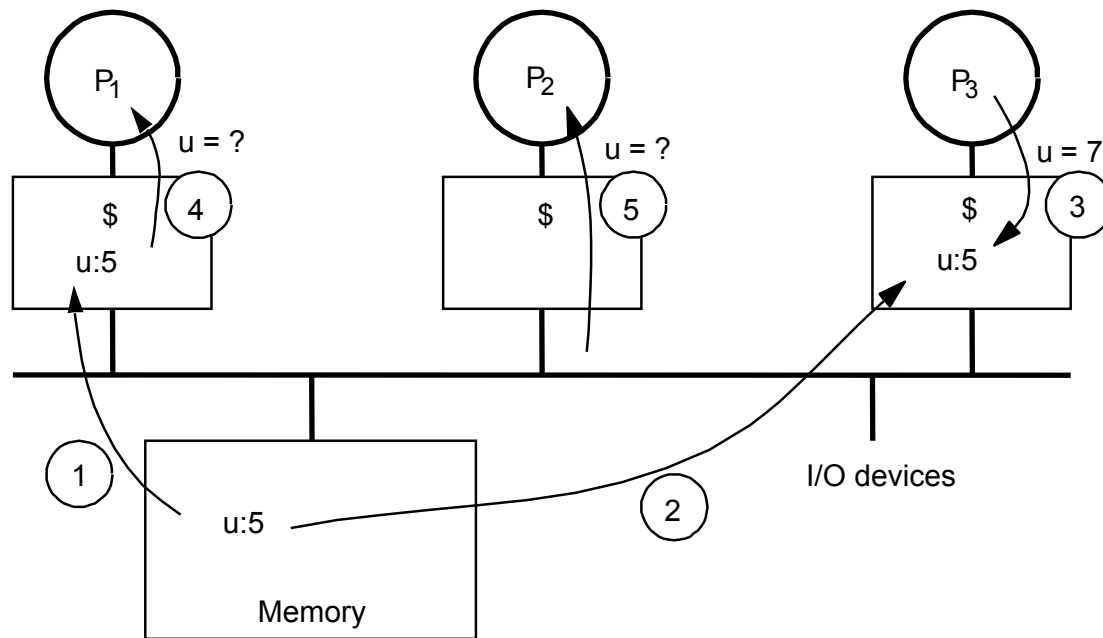 P1
P2
P3
u = ?
u = ?
u = 7
$
4
$
5
$
3
u:5
u:5
1
2
I/O devices
u:5
Memory